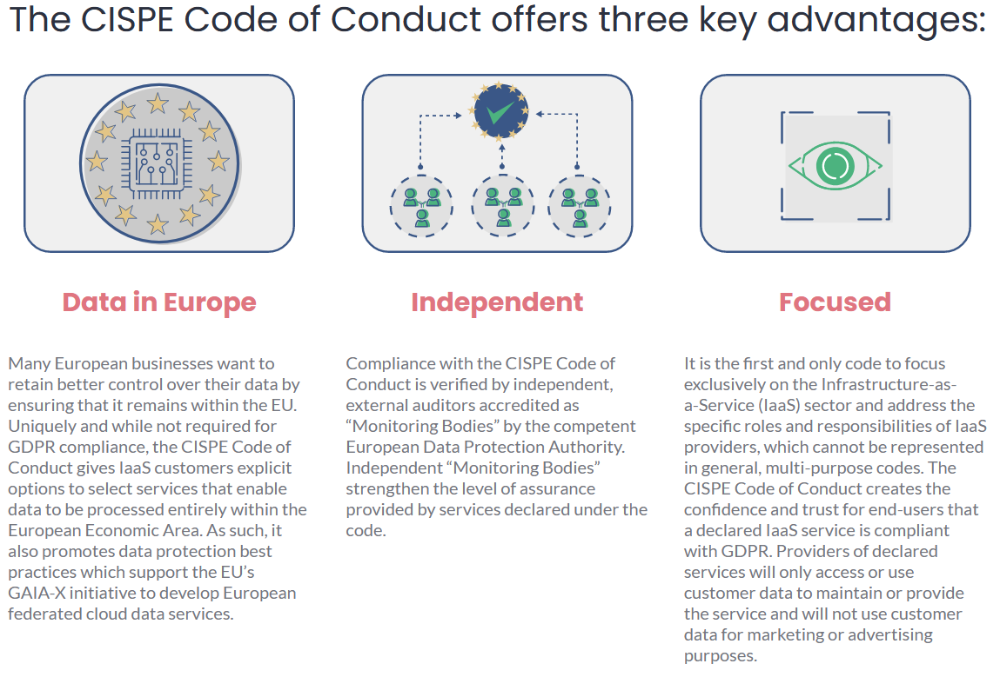 The CISPE Code of Conduct offers three key advantages:
Data in Europe
Many European businesses want to
retain better control over their data by
ensuring that it remains within the EU.
Uniquely and while not required for
GDPR compliance, the CISPE Code of
Conduct gives IaaS customers explicit
options to select services that enable
data to be processed entirely within the
European Economic Area. As such, it
also promotes data protection best
practices which support the EU’s
GAIA-X initiative to develop European
federated cloud data services.
Independent
Compliance with the CISPE Code of
Conduct is verified by independent,
external auditors accredited as
“Monitoring Bodies” by the competent
European Data Protection Authority.
Independent “Monitoring Bodies”
strengthen the level of assurance
provided by services declared under the
code.
Focused
It is the first and only code to focus
exclusively on the Infrastructure-as-
a-Service (IaaS) sector and address the
specific roles and responsibilities of IaaS
providers, which cannot be represented
in general, multi-purpose codes. The
CISPE Code of Conduct creates the
confidence and trust for end-users that
a declared IaaS service is compliant
with GDPR. Providers of declared
services will only access or use
customer data to maintain or provide
the service and will not use customer
data for marketing or advertising
purposes.